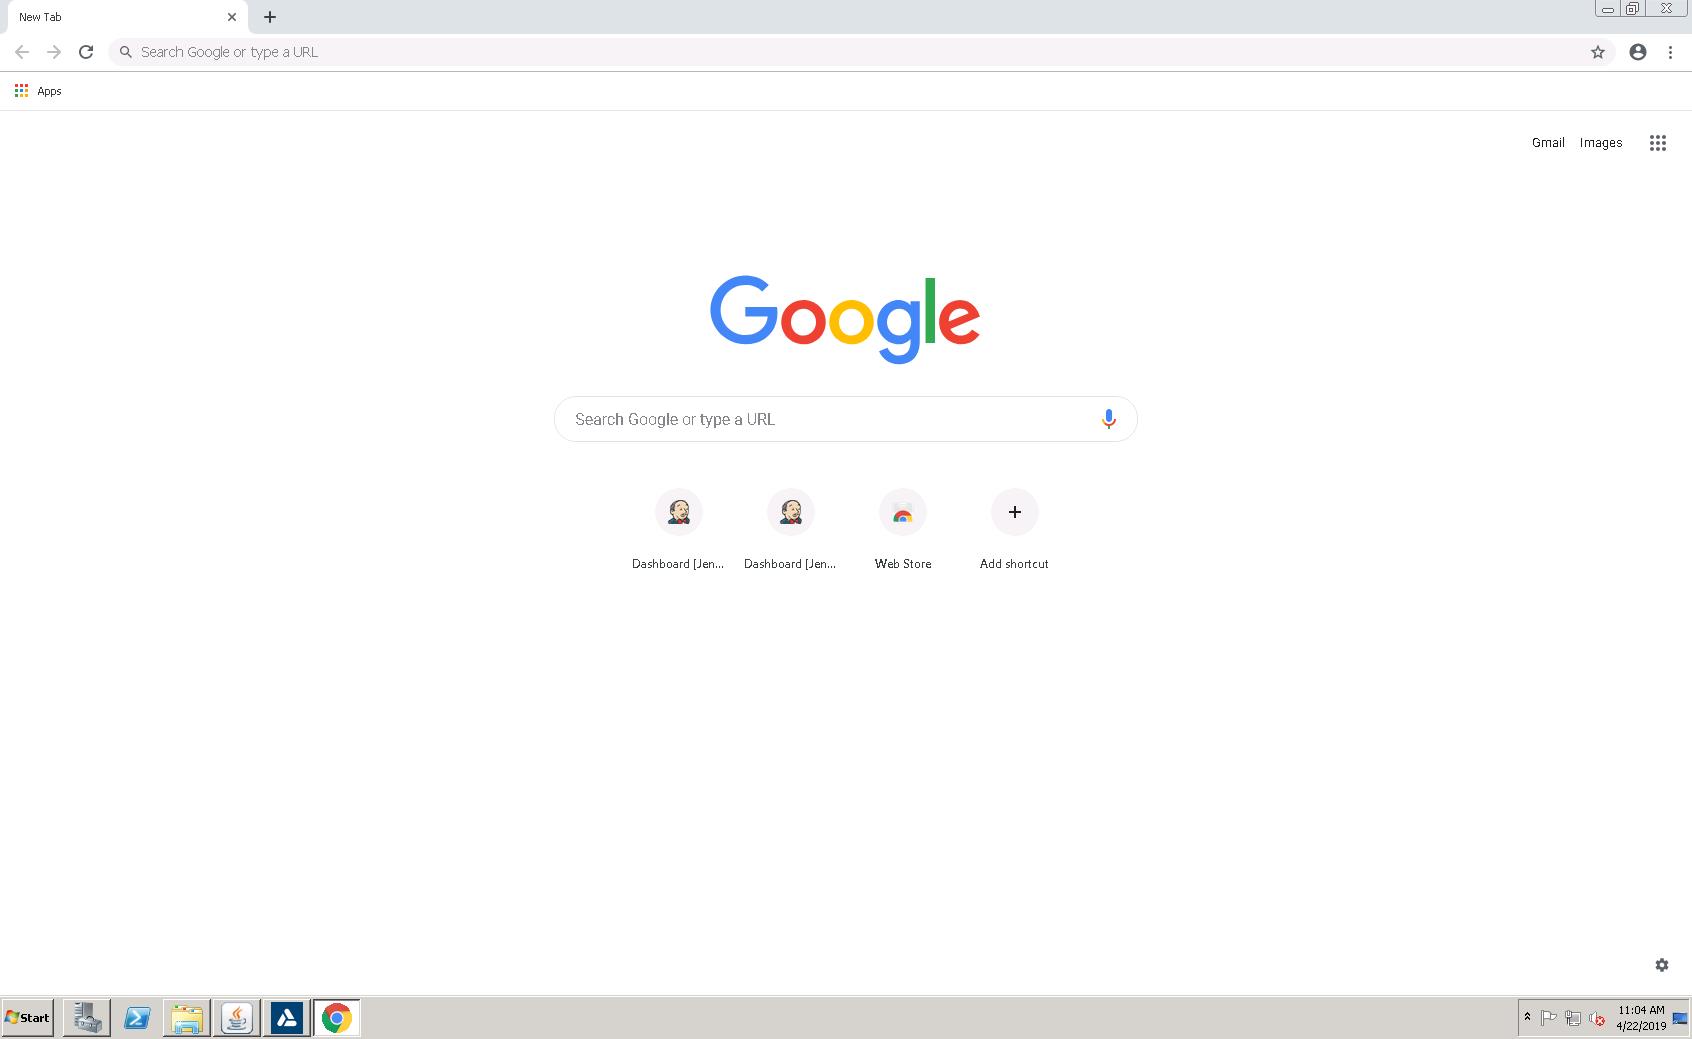 New Tab
Search Google or type a URL
Apps
Gmail Images
Google
Search Google or type a URL
Dashboard [Jen... Dashboard [Jen... Web Store Add shortcut
Start
11:04 AM
4/22/2019